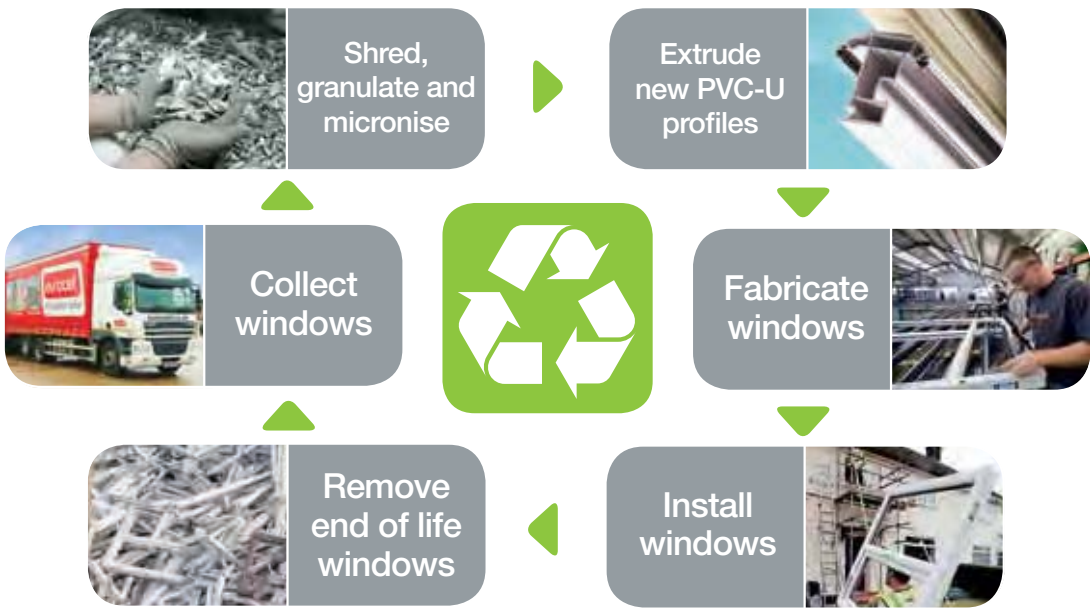 Shred,
granulate and
micronise
Extrude
new PVC-U
profiles
Collect
windows
eurocell
Fabricate
windows
Remove
end of life
windows
Install
windows